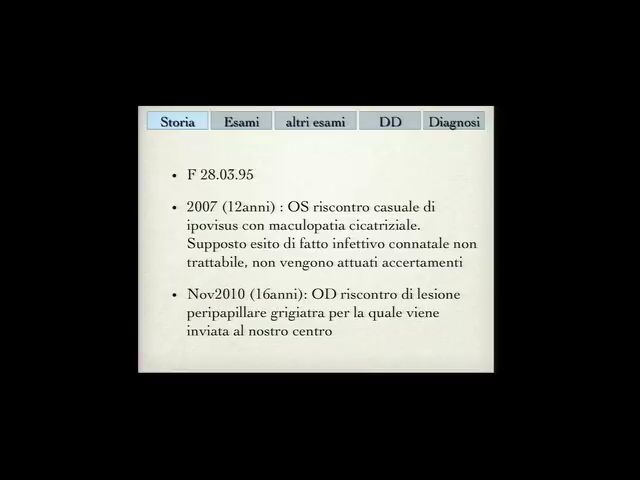 Storia Esami altri esami DD Diagnosi
• F 28.03.95
• 2007 (12anni) : OS riscontro casuale di
ipovisus con maculopatia cicatriziale.
Supposto esito di fatto infettivo connatale non
trattabile, non vengono attuati accertamenti
• Nov2010 (16anni): OD riscontro di lesione
peripapillare grigiatra per la quale viene
inviata al nostro centro